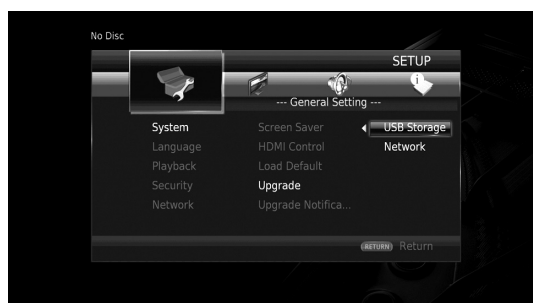 No Disc
SETUP
--- General Setting ---
System
Screen Saver
USB Storage
Language
HDMI Control
Network
Playback
Load Default
Security
Upgrade
Network
Upgrade Notifica...
RETURN Return